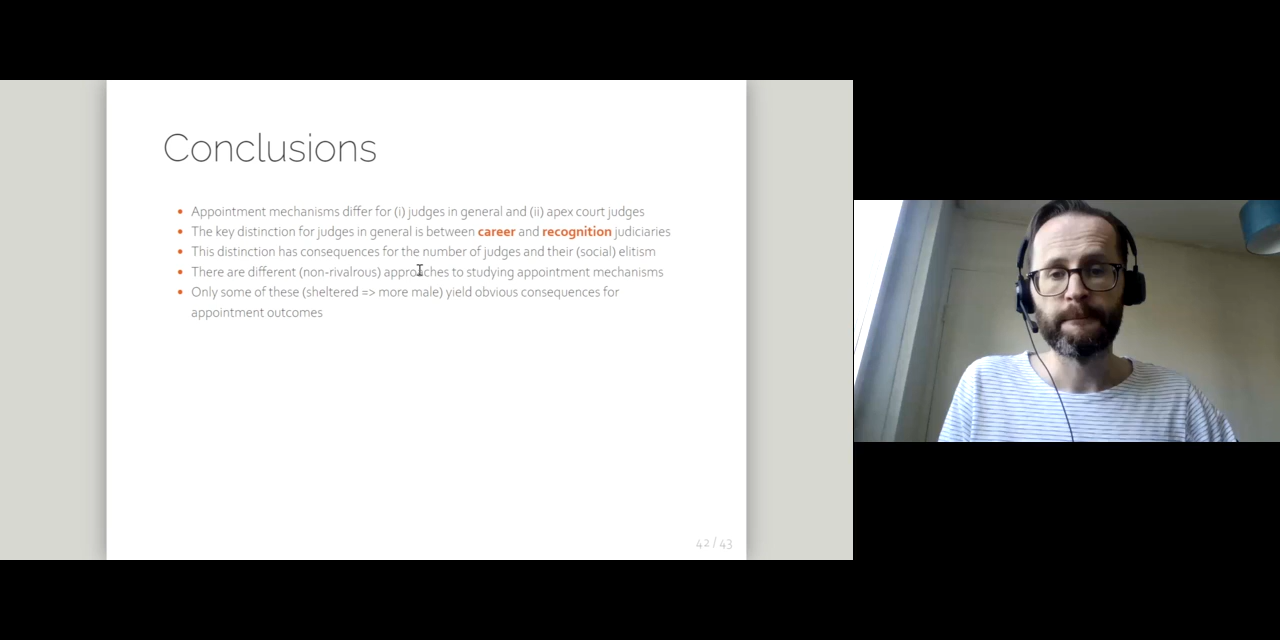 Conclusions
Appointment mechanisms differ for (i) judges in general and (ii) apex court judges
The key distinction for judges in general is between career and recognition judiciaries
This distinction has consequences for the number of judges and their (social) elitism
There are different (non-rivalrous) approaches to studying appointment mechanisms
Only some of these (sheltered => more male) yield obvious consequences for
appointment outcomes
42 / 43